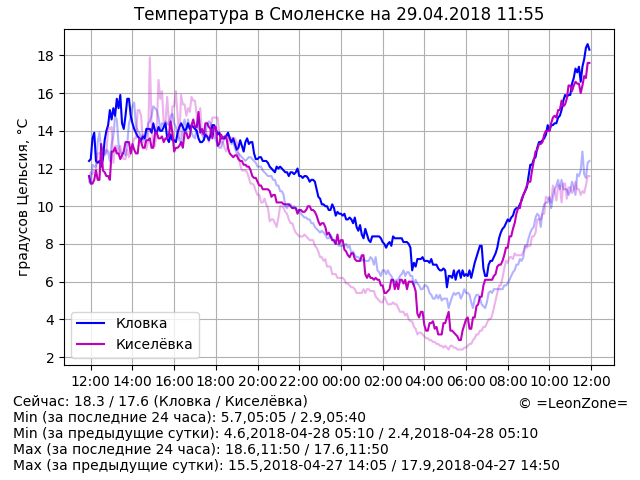 Температура в Смоленске на 29.04.2018 11:55
градусов Цельсия, °C
18
16
14
12
10
8
6
4
2
Кловка
Киселёвка
12:00 14:00 16:00 18:00 20:00 22:00 00:00 02:00 04:00 06:00 08:00 10:00 12:00
Сейчас: 18.3 / 17.6 (Кловка / Киселёвка)
© =LeonZone=
Min (за последние 24 часа): 5.7,05:05 / 2.9,05:40
Min (за предыдущие сутки): 4.6,2018-04-28 05:10 / 2.4,2018-04-28 05:10
Max (за последние 24 часа): 18.6,11:50 / 17.6,11:50
Max (за предыдущие сутки): 15.5,2018-04-27 14:05 / 17.9,2018-04-27 14:50